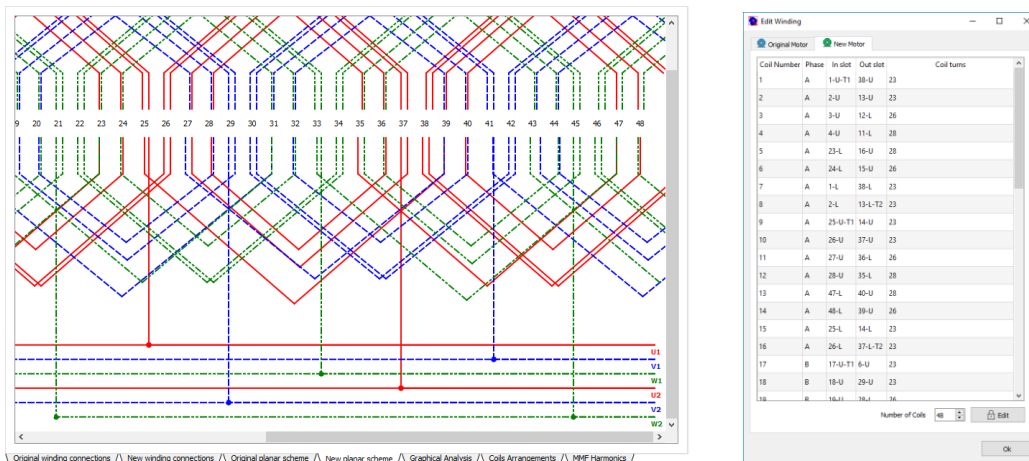 9 20 21 22 23 24 25 26 27 28 29 30 31 32 33 34 35 36 37 38 39 40 41 42 43 44 45 46 47 48
U1
V1
W1
U2
V2
W2
Original winding connections / New winding connections / Original planar scheme / New planar scheme / Graphical Analysis / Coils Arrangements / MMF Harmonics /
Edit Winding
Original Motor New Motor
Coil Number Phase In slot Out slot Coil turns
1 A 1-U-T1 38-U 23
2 A 2-U 13-U 23
3 A 3-U 12-L 26
4 A 4-U 11-L 28
5 A 23-L 16-U 28
6 A 24-L 15-U 26
7 A 1-L 38-L 23
8 A 2-L 13-L-T2 23
9 A 25-U-T1 14-U 23
10 A 26-U 37-U 23
11 A 27-U 36-L 26
12 A 28-U 35-L 28
13 A 47-L 40-U 28
14 A 48-L 39-U 26
15 A 25-L 14-L 23
16 A 26-L 37-L-T2 23
17 B 17-U-T1 6-U 23
18 B 18-U 29-U 23
19 B 19-U 28-L 26
Number of Coils 48 Edit
Ok